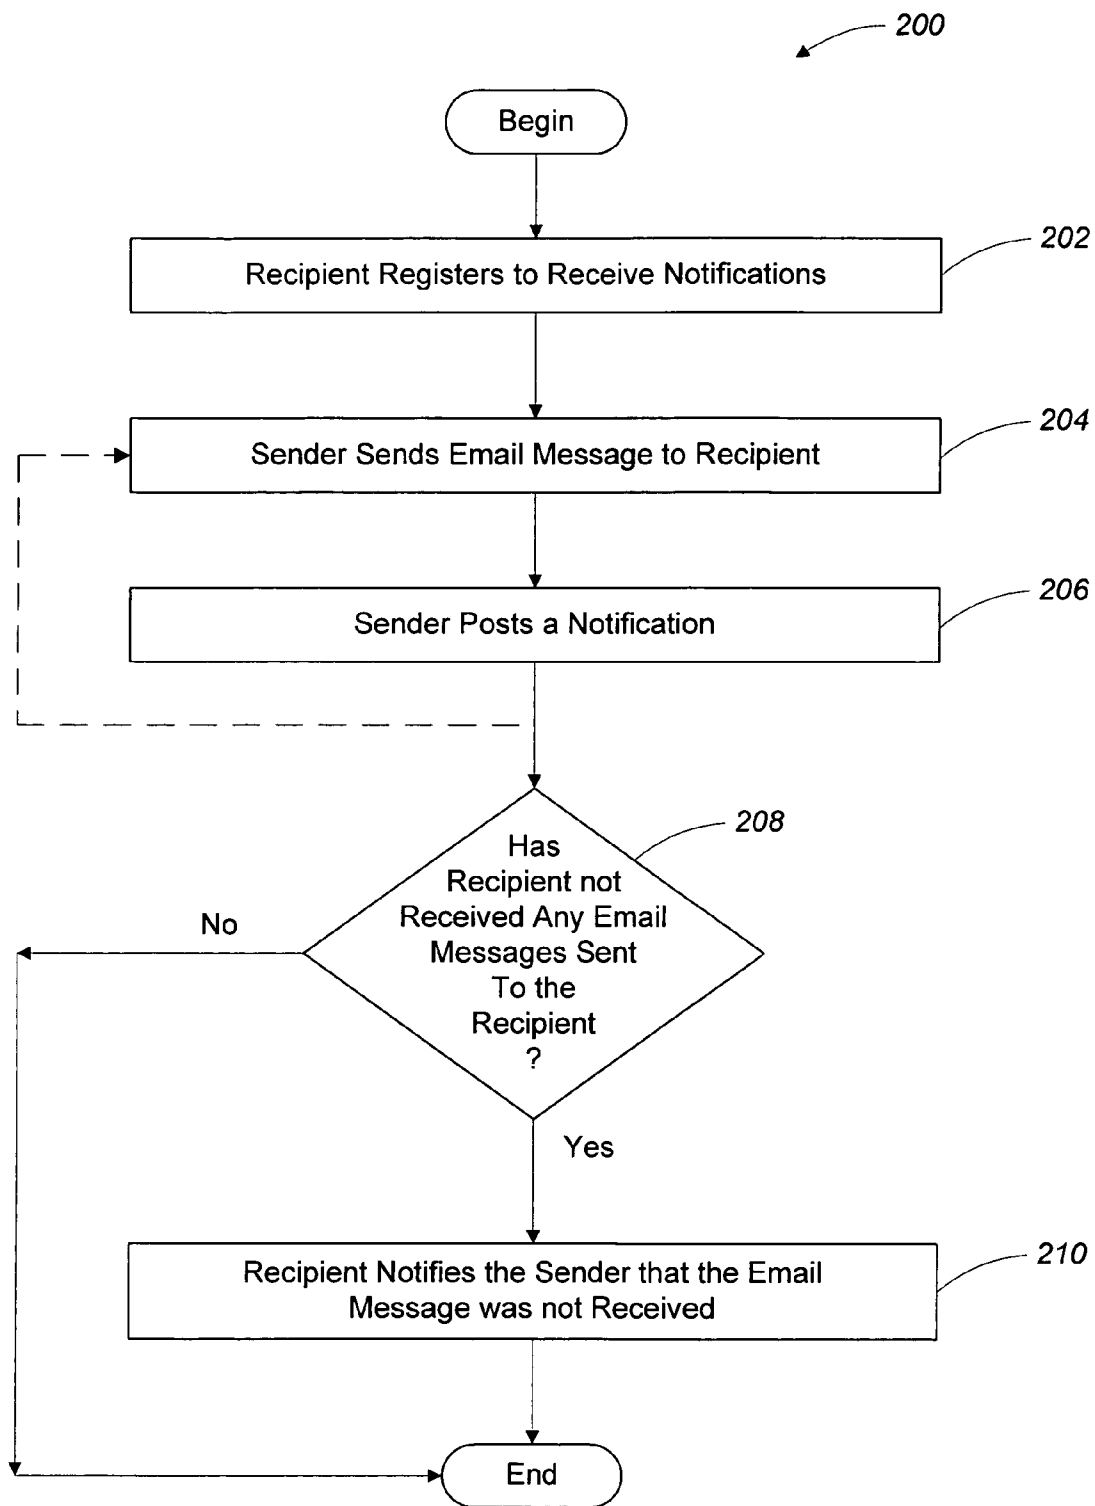 200
Begin
202
Recipient Registers to Receive Notifications
204
Sender Sends Email Message to Recipient
206
Sender Posts a Notification
208
Has
Recipient not
Received Any Email
Messages Sent
To the
Recipient
?
No
Yes
210
Recipient Notifies the Sender that the Email
Message was not Received
End